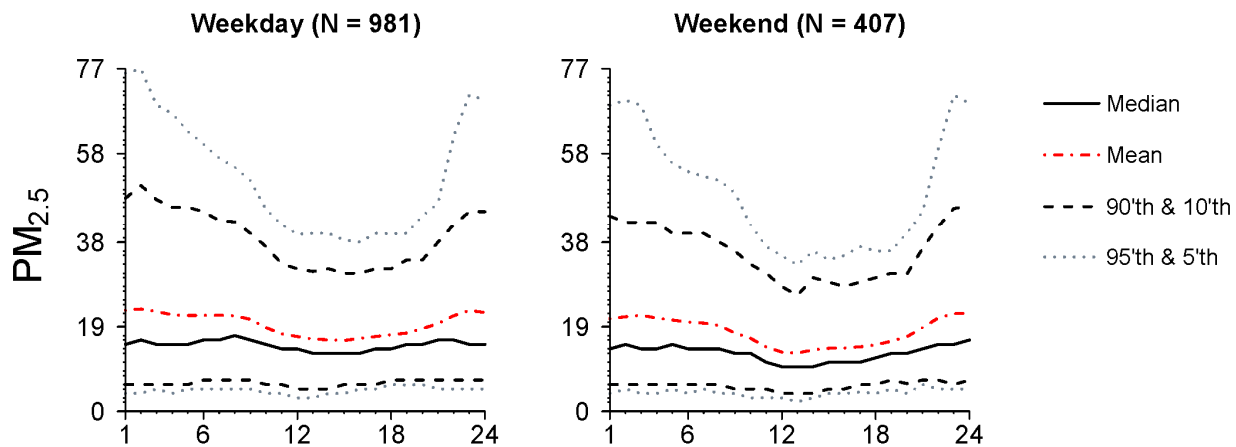 Weekday (N = 981)
Weekend (N = 407)
PM2.5
77
58
38
19
0
1 6 12 18 24
77
58
38
19
0
1 6 12 18 24
Median
Mean
90'th & 10'th
95'th & 5'th